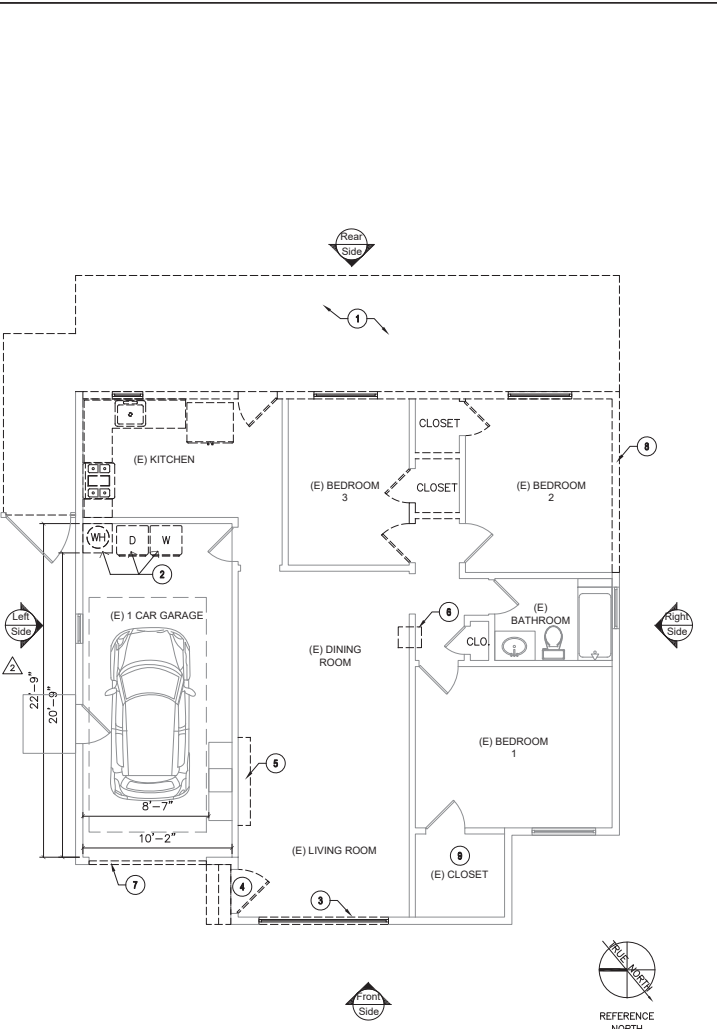 Rear
Side
1
CLOSET
8
(E) KITCHEN
(E) BEDROOM
3
CLOSET
(E) BEDROOM
2
WH
D
W
2
Left
Side
(E) 1 CAR GARAGE
6
(E)
BATHROOM
Right
Side
CLO.
(E) DINING
ROOM
2
22'-9"
20'-9"
(E) BEDROOM
1
5
8'-7"
10'-2"
(E) LIVING ROOM
9
(E) CLOSET
7
4
3
Front
Side
TRUE NORTH
REFERENCE
NORTH